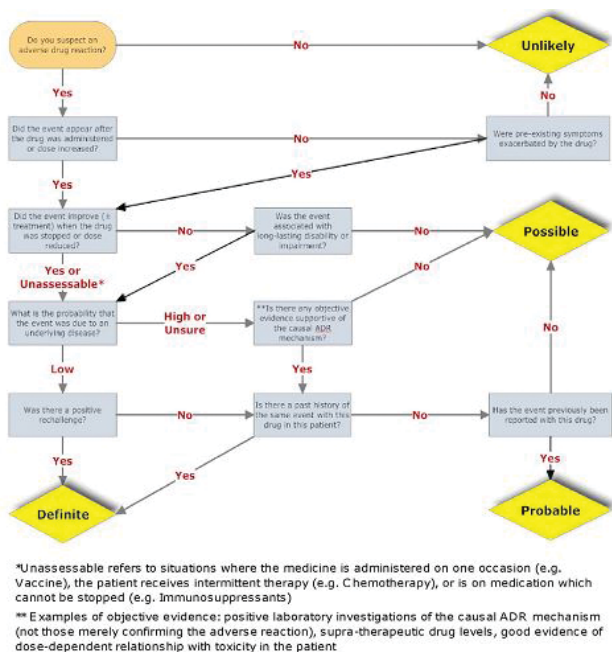 Do you suspect an
adverse drug reaction?
No
Unlikely
Yes
No
Did the event appear after
the drug was administered
or dose increased?
No
Were pre-existing symptoms
exacerbated by the drug?
Yes
Yes
Did the event improve (±
treatment) when the drug
was stopped or dose
reduced?
No
Was the event
associated with
long-lasting disability or
impairment?
No
Possible
Yes or
Unassessable*
Yes
No
What is the probability that
the event was due to an
underlying disease?
High or
Unsure
**Is there any objective
evidence supportive of
the causal ADR
mechanism?
No
Low
Yes
Was there a positive
rechallenge?
No
Is there a past history of
the same event with this
drug in this patient?
No
Has the event previously been
reported with this drug?
Yes
Yes
Yes
Definite
Probable
*Unassessable refers to situations where the medicine is administered on one occasion (e.g.
Vaccine), the patient receives intermittent therapy (e.g. Chemotherapy), or is on medication which
cannot be stopped (e.g. Immunosuppressants)
** Examples of objective evidence: positive laboratory investigations of the causal ADR mechanism
(not those merely confirming the adverse reaction), supra-therapeutic drug levels, good evidence of
dose-dependent relationship with toxicity in the patient